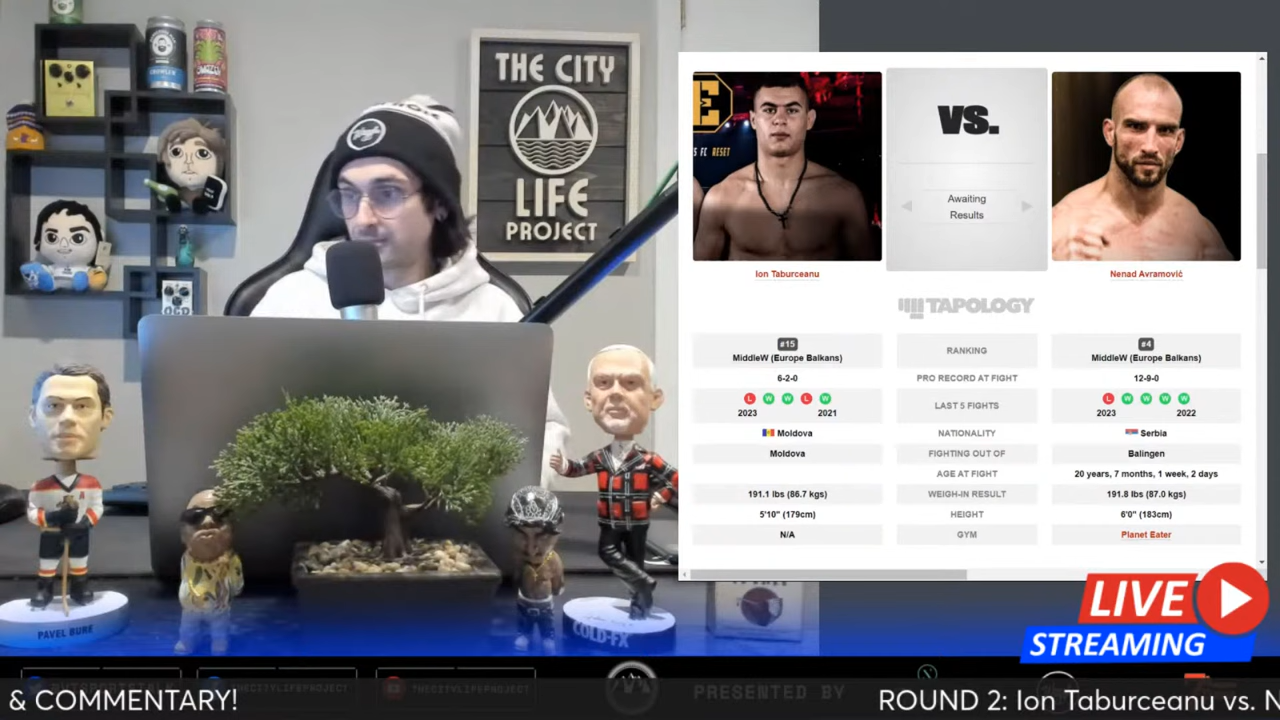 THE CITY
LIFE
PROJECT
VS.
Awaiting
Results
Ion Taburceanu
Nenad Avramović
TAPOLOGY
#15
MiddleW (Europe Balkans)
RANKING
#4
MiddleW (Europe Balkans)
6-2-0
PRO RECORD AT FIGHT
12-9-0
L W W L W
2023 2021
LAST 5 FIGHTS
L W W W W
2023 2022
Moldova
NATIONALITY
Serbia
Moldova
FIGHTING OUT OF
Balingen
AGE AT FIGHT
20 years, 7 months, 1 week, 2 days
191.1 lbs (86.7 kgs)
WEIGH-IN RESULT
191.8 lbs (87.0 kgs)
5'10" (179cm)
HEIGHT
6'0" (183cm)
N/A
GYM
Planet Eater
PAVEL BURE
COLD-FX
LIVE
STREAMING
THECITYLIFEPROJECT
THECITYLIFEPROJECT
PRESENTED BY
& COMMENTARY!
ROUND 2: Ion Taburceanu vs. N